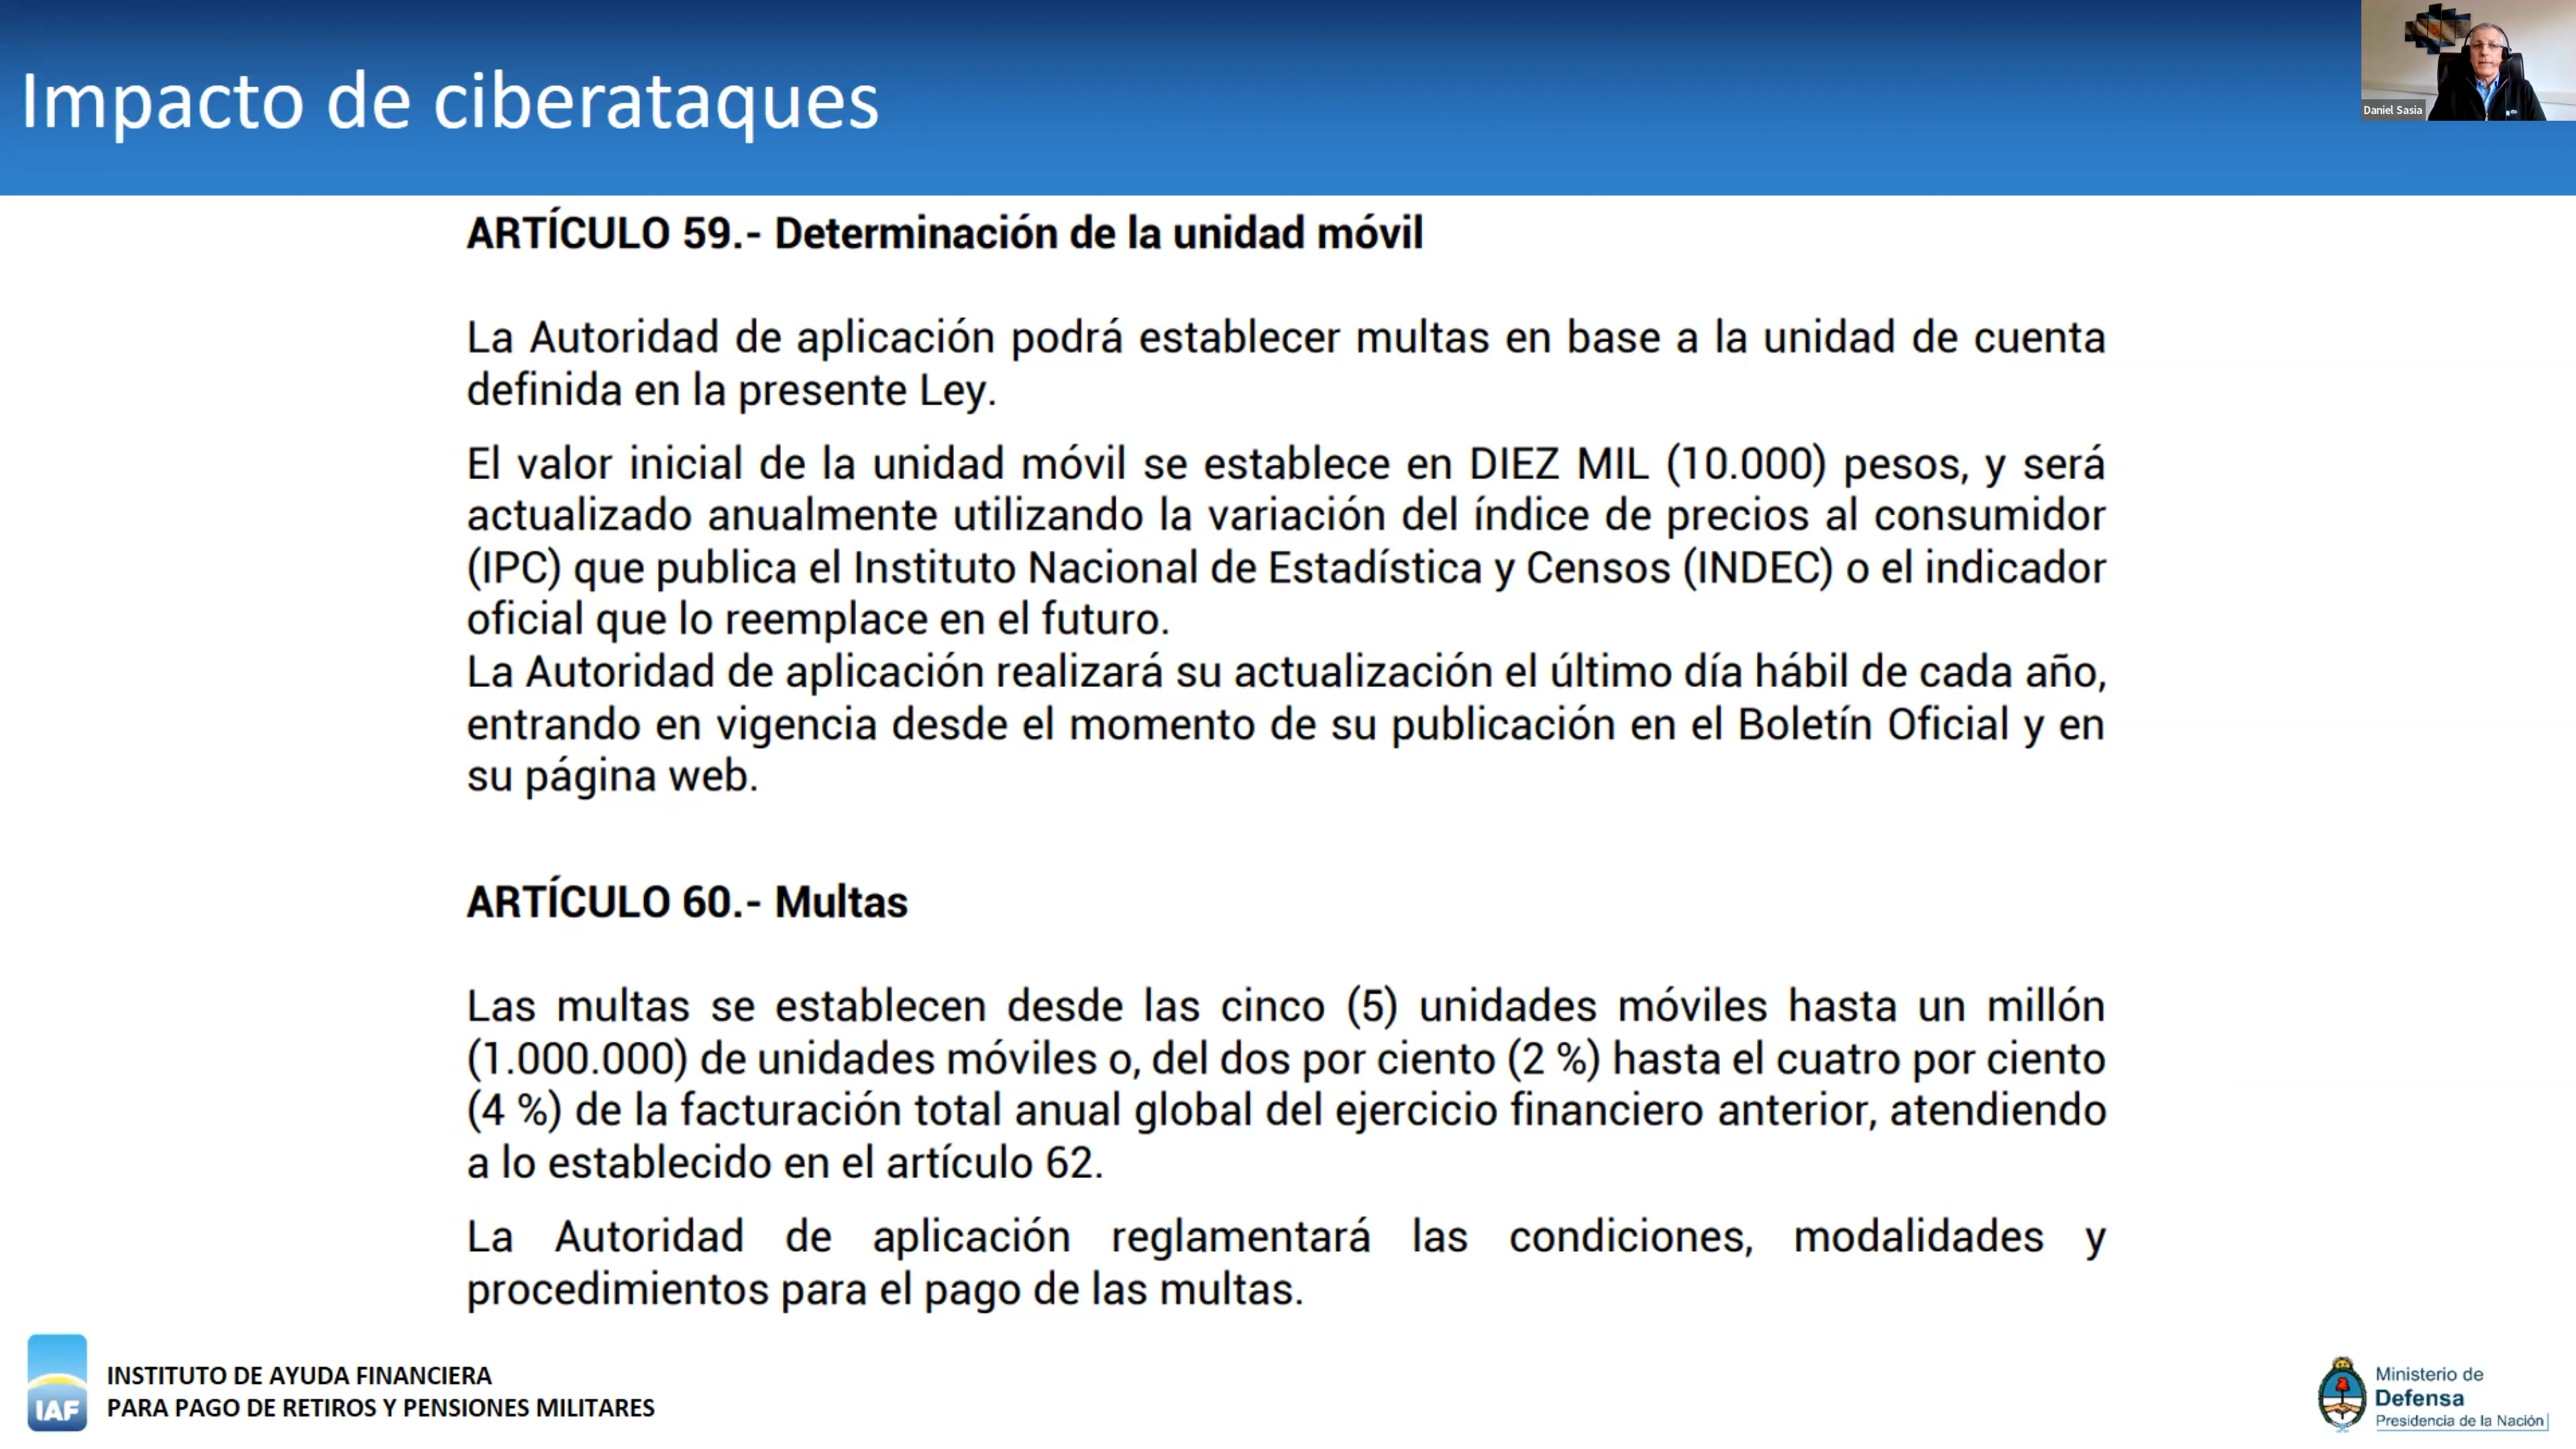 Impacto de ciberataques
Daniel Sasia
ARTÍCULO 59.- Determinación de la unidad móvil
La Autoridad de aplicación podrá establecer multas en base a la unidad de cuenta
definida en la presente Ley.
El valor inicial de la unidad móvil se establece en DIEZ MIL (10.000) pesos, y será
actualizado anualmente utilizando la variación del índice de precios al consumidor
(IPC) que publica el Instituto Nacional de Estadística y Censos (INDEC) o el indicador
oficial que lo reemplace en el futuro.
La Autoridad de aplicación realizará su actualización el último día hábil de cada año,
entrando en vigencia desde el momento de su publicación en el Boletín Oficial y en
su página web.
ARTÍCULO 60.- Multas
Las multas se establecen desde las cinco (5) unidades móviles hasta un millón
(1.000.000) de unidades móviles o, del dos por ciento (2 %) hasta el cuatro por ciento
(4 %) de la facturación total anual global del ejercicio financiero anterior, atendiendo
a lo establecido en el artículo 62.
La Autoridad de aplicación reglamentará las condiciones, modalidades y
procedimientos para el pago de las multas.
IAF
INSTITUTO DE AYUDA FINANCIERA
PARA PAGO DE RETIROS Y PENSIONES MILITARES
Ministerio de
Defensa
Presidencia de la Nación